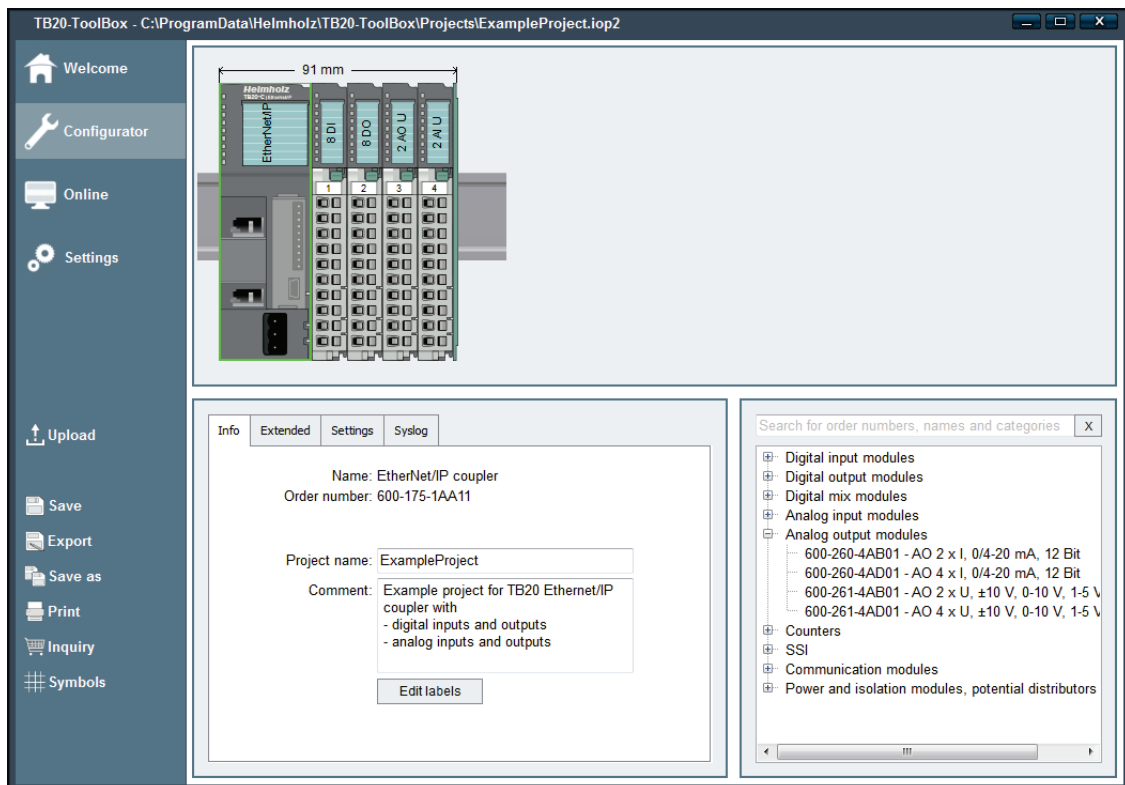 TB20-ToolBox - C:\ProgramData\Helmholz\TB20-ToolBox\Projects\ExampleProject.iop2
X
Welcome
Configurator
Online
Settings
Upload
Save
Export
Save as
Print
Inquiry
Symbols
91 mm
Helmholz
EtherNet/IP
8 DI
8 DO
2 AO U
2 AI U
1 2 3 4
Info Extended Settings Syslog
Name: EtherNet/IP coupler
Order number: 600-175-1AA11
Project name: ExampleProject
Comment: Example project for TB20 Ethernet/IP
coupler with
- digital inputs and outputs
- analog inputs and outputs
Edit labels
Search for order numbers, names and categories X
Digital input modules
Digital output modules
Digital mix modules
Analog input modules
Analog output modules
600-260-4AB01 - AO 2 x I, 0/4-20 mA, 12 Bit
600-260-4AD01 - AO 4 x I, 0/4-20 mA, 12 Bit
600-261-4AB01 - AO 2 x U, ±10 V, 0-10 V, 1-5 V
600-261-4AD01 - AO 4 x U, ±10 V, 0-10 V, 1-5 V
Counters
SSI
Communication modules
Power and isolation modules, potential distributors